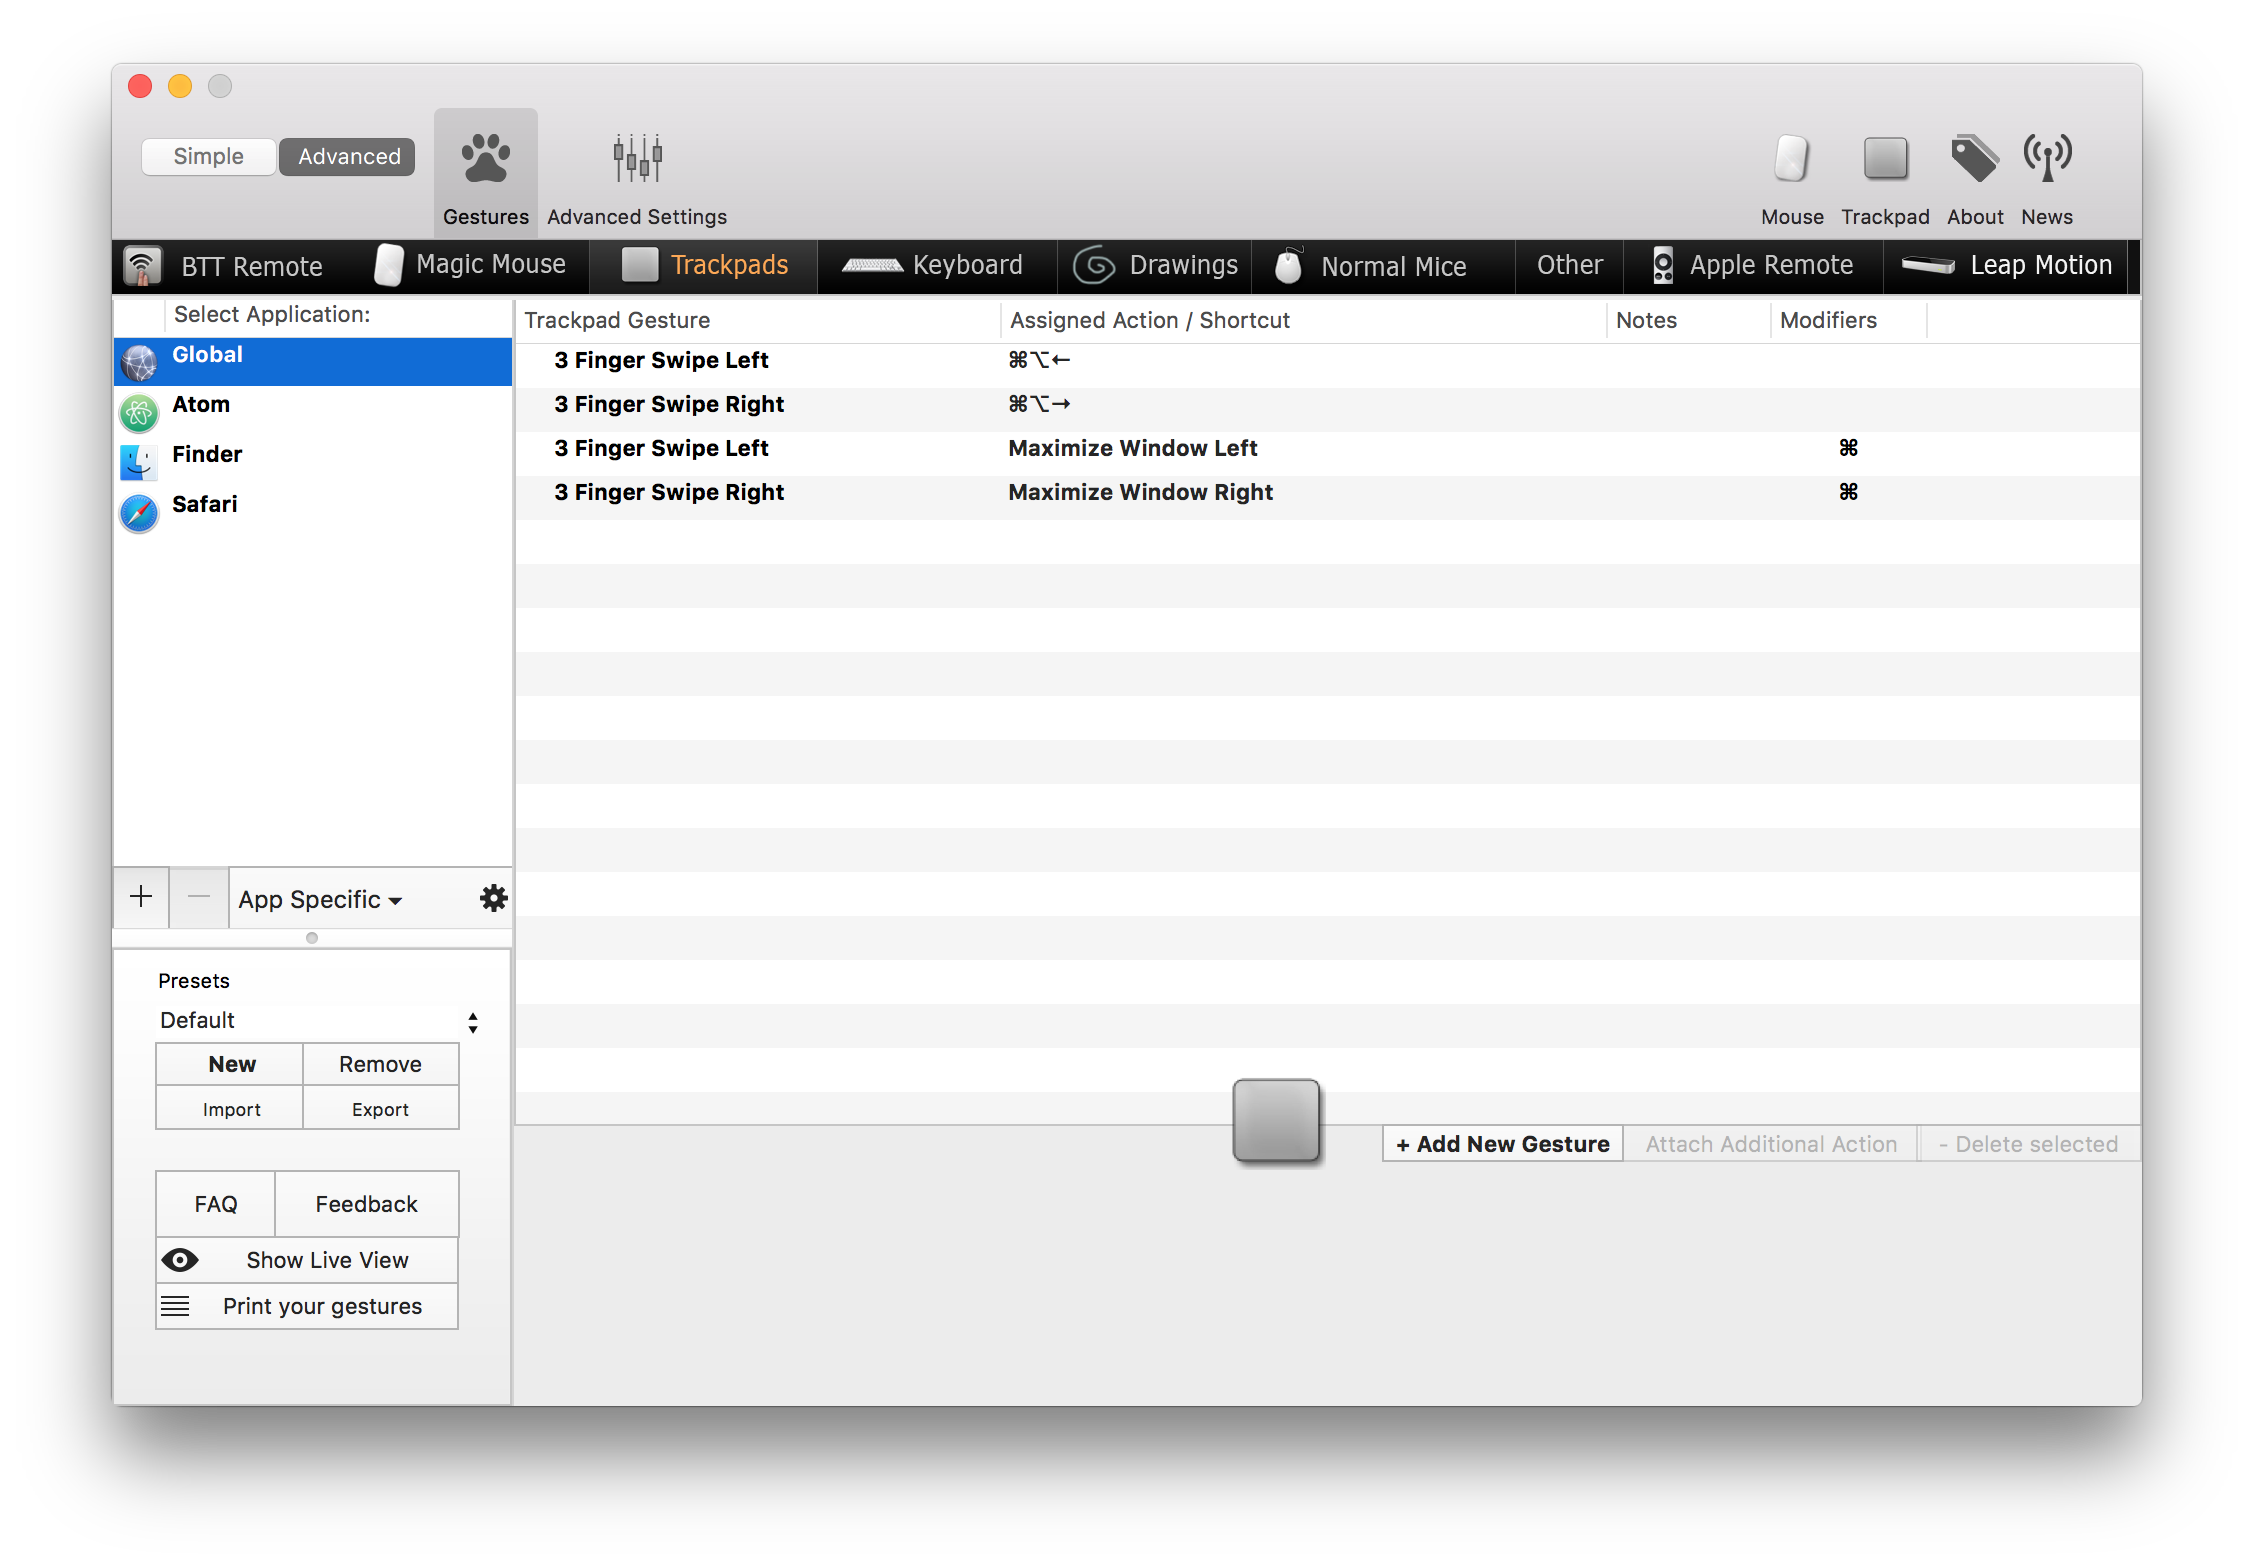 Simple Advanced
Gestures Advanced Settings Mouse Trackpad About News
BTT Remote Magic Mouse Trackpads Keyboard Drawings Normal Mice Other Apple Remote Leap Motion
Select Application:
Global
Atom
Finder
Safari
Trackpad Gesture Assigned Action / Shortcut Notes Modifiers
3 Finger Swipe Left ⌘⌥←
3 Finger Swipe Right ⌘⌥→
3 Finger Swipe Left Maximize Window Left ⌘
3 Finger Swipe Right Maximize Window Right ⌘
+ − App Specific
Presets
Default
New Remove
Import Export
FAQ Feedback
Show Live View
Print your gestures
+ Add New Gesture Attach Additional Action - Delete selected